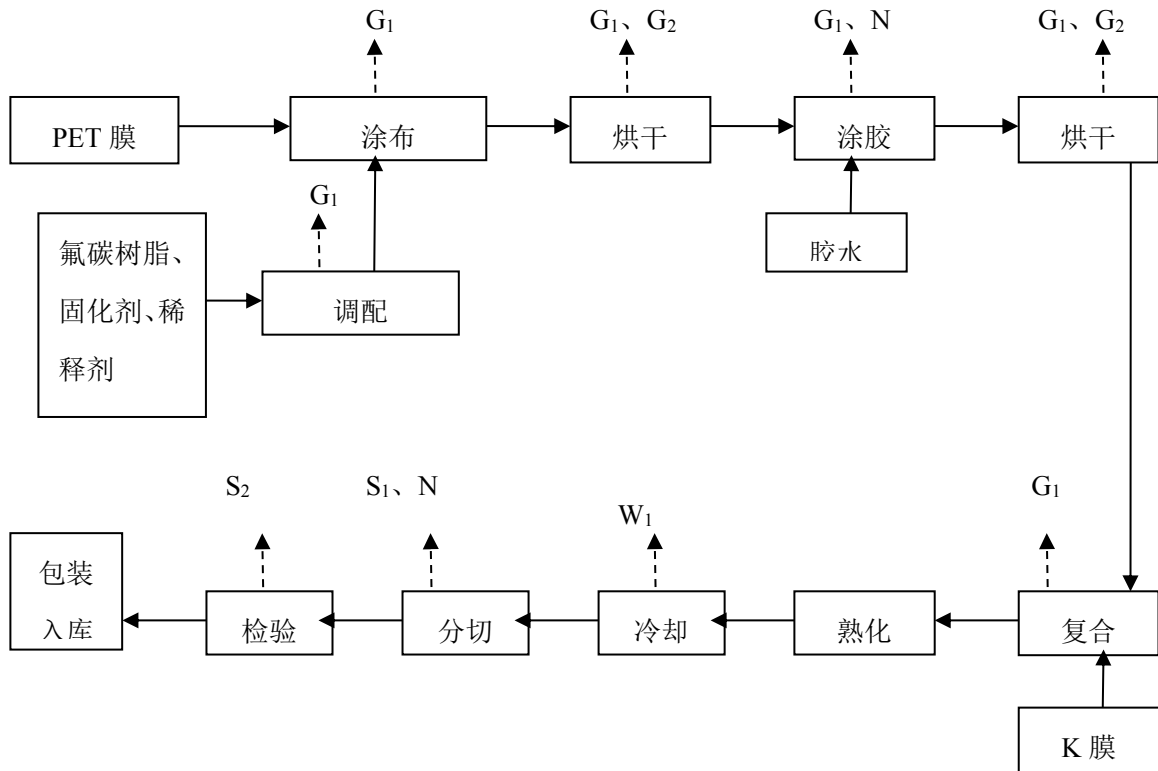 G₁
G₁、G₂
G₁、N
G₁、G₂
PET 膜
涂布
烘干
涂胶
烘干
G₁
氟碳树脂、
固化剂、稀
释剂
调配
胶水
S₂
S₁、N
W₁
G₁
包装
入库
检验
分切
冷却
熟化
复合
K 膜